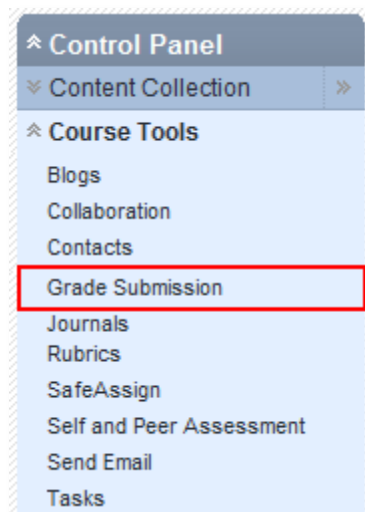 Control Panel
Content Collection
Course Tools
Blogs
Collaboration
Contacts
Grade Submission
Journals
Rubrics
SafeAssign
Self and Peer Assessment
Send Email
Tasks